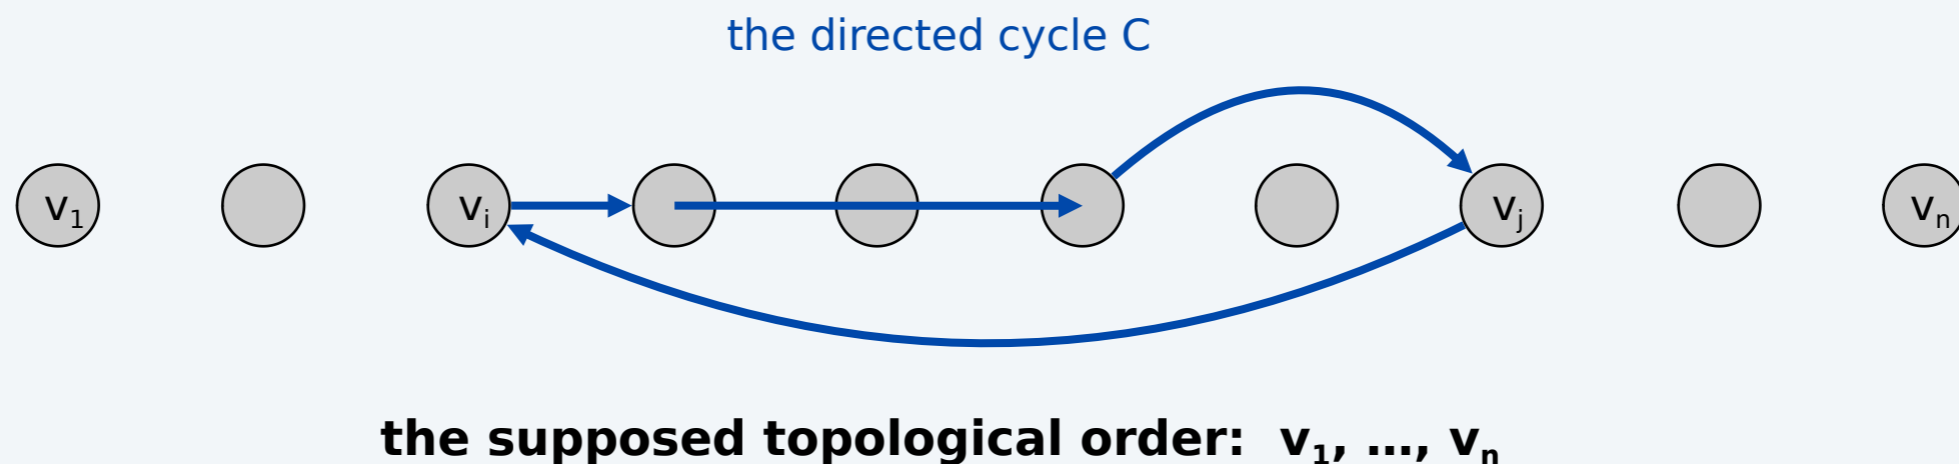 the directed cycle C
v₁ vᵢ vⱼ vₙ
the supposed topological order: v₁, …, vₙ